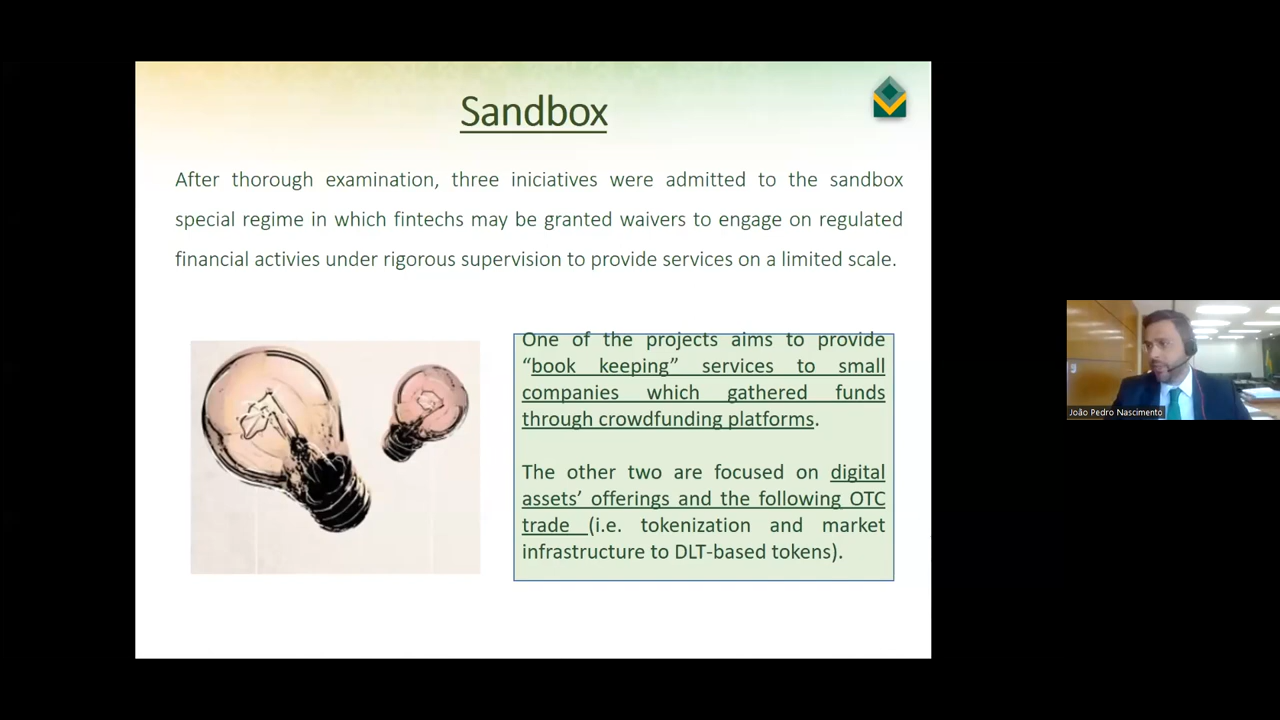 Sandbox
After thorough examination, three iniciatives were admitted to the sandbox
special regime in which fintechs may be granted waivers to engage on regulated
financial activies under rigorous supervision to provide services on a limited scale.
One of the projects aims to provide
“book keeping” services to small
companies which gathered funds
through crowdfunding platforms.
The other two are focused on digital
assets’ offerings and the following OTC
trade (i.e. tokenization and market
infrastructure to DLT-based tokens).
João Pedro Nascimento